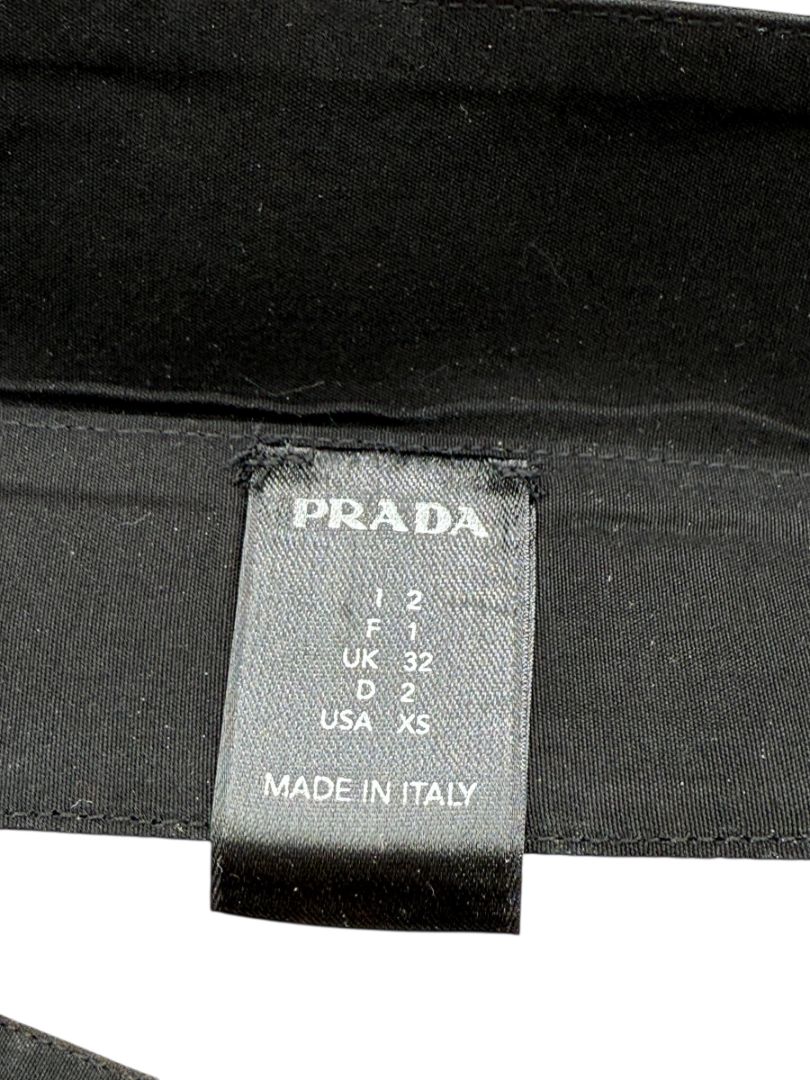 PRADA
I 2
F 1
UK 32
D 2
USA XS
MADE IN ITALY